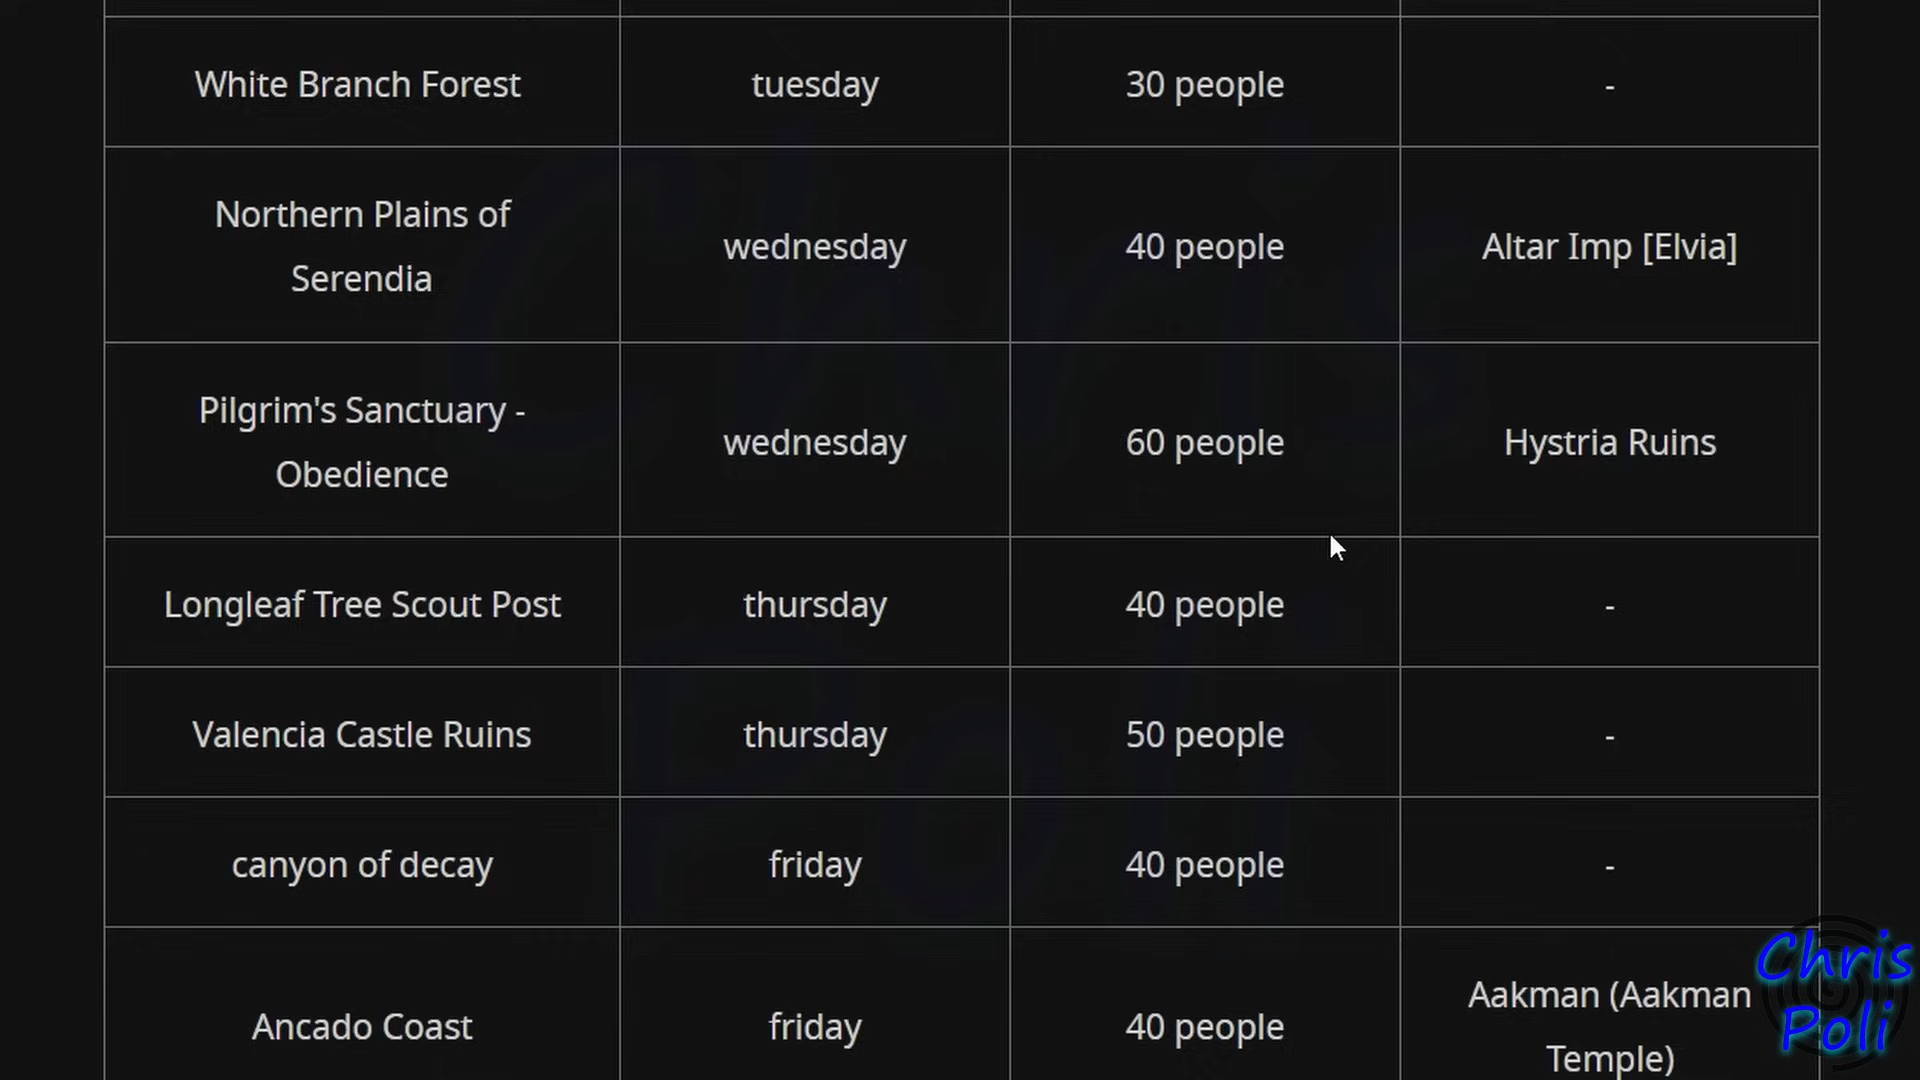 White Branch Forest
tuesday
30 people
-
Northern Plains of
Serendia
wednesday
40 people
Altar Imp [Elvia]
Pilgrim's Sanctuary -
Obedience
wednesday
60 people
Hystria Ruins
Longleaf Tree Scout Post
thursday
40 people
-
Valencia Castle Ruins
thursday
50 people
-
canyon of decay
friday
40 people
-
Ancado Coast
friday
40 people
Aakman (Aakman
Temple)
Chris
Poli